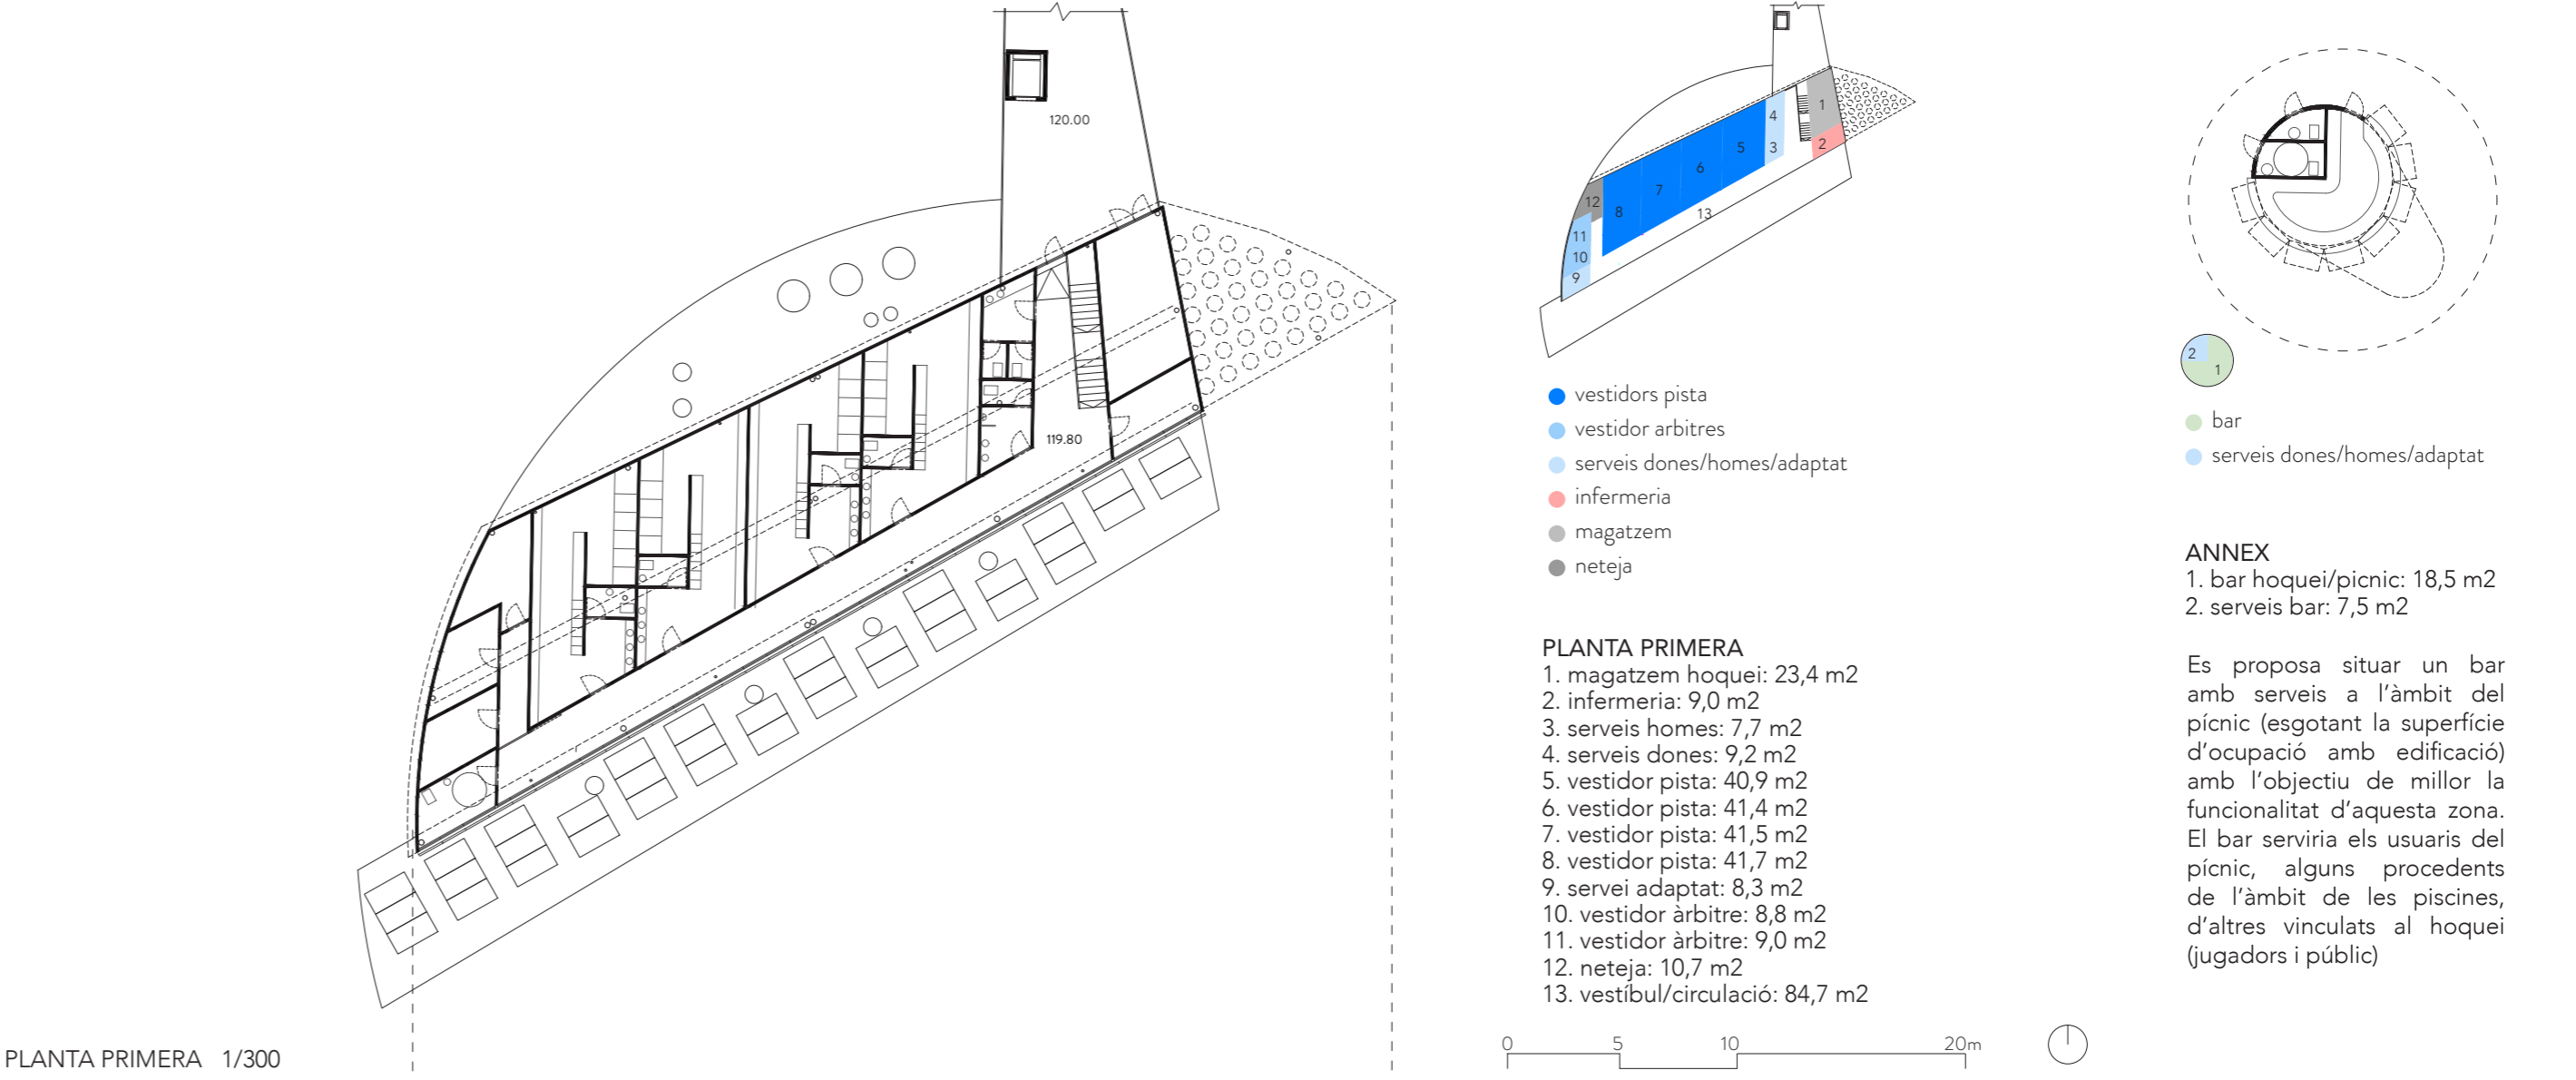 120.00
119.80
PLANTA PRIMERA 1/300
1
2
3
4
5
6
7
8
9
10
11
12
13
vestidors pista
vestidor arbitres
serveis dones/homes/adaptat
infermeria
magatzem
neteja
PLANTA PRIMERA
1. magatzem hoquei: 23,4 m2
2. infermeria: 9,0 m2
3. serveis homes: 7,7 m2
4. serveis dones: 9,2 m2
5. vestidor pista: 40,9 m2
6. vestidor pista: 41,4 m2
7. vestidor pista: 41,5 m2
8. vestidor pista: 41,7 m2
9. servei adaptat: 8,3 m2
10. vestidor àrbitre: 8,8 m2
11. vestidor àrbitre: 9,0 m2
12. neteja: 10,7 m2
13. vestíbul/circulació: 84,7 m2
0 5 10 20m
2
1
bar
serveis dones/homes/adaptat
ANNEX
1. bar hoquei/picnic: 18,5 m2
2. serveis bar: 7,5 m2
Es proposa situar un bar
amb serveis a l'àmbit del
pícnic (esgotant la superfície
d'ocupació amb edificació)
amb l'objectiu de millor la
funcionalitat d'aquesta zona.
El bar serviria els usuaris del
pícnic, alguns procedents
de l'àmbit de les piscines,
d'altres vinculats al hoquei
(jugadors i públic)